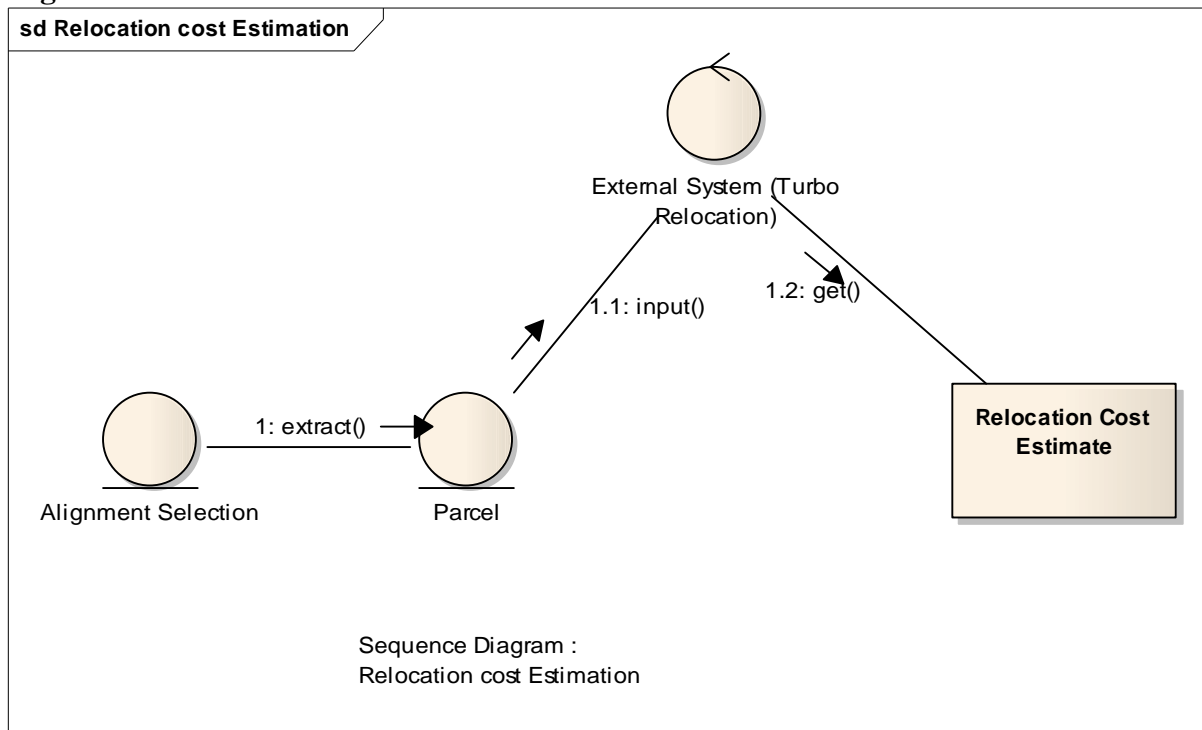 sd Relocation cost Estimation
External System (Turbo
Relocation)
1.2: get()
1.1: input()
1: extract()
Relocation Cost
Estimate
Alignment Selection
Parcel
Sequence Diagram :
Relocation cost Estimation